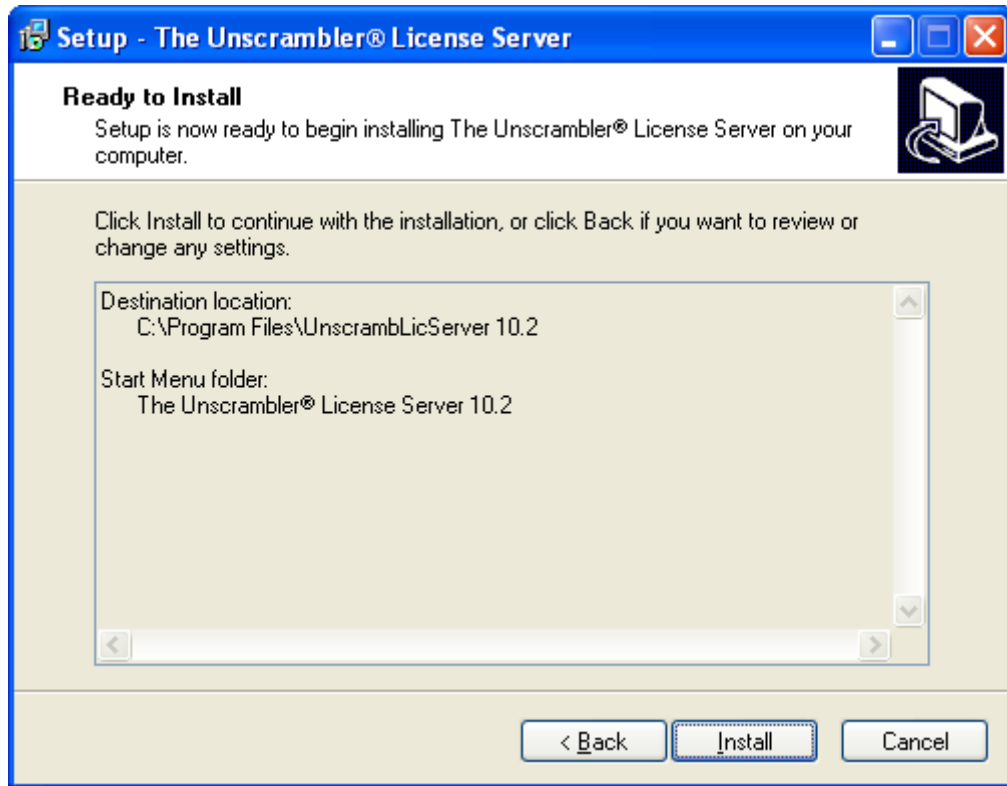 Setup - The Unscrambler® License Server
Ready to Install
Setup is now ready to begin installing The Unscrambler® License Server on your
computer.
Click Install to continue with the installation, or click Back if you want to review or
change any settings.
Destination location:
C:\Program Files\UnscrambLicServer 10.2
Start Menu folder:
The Unscrambler® License Server 10.2
< Back
Install
Cancel